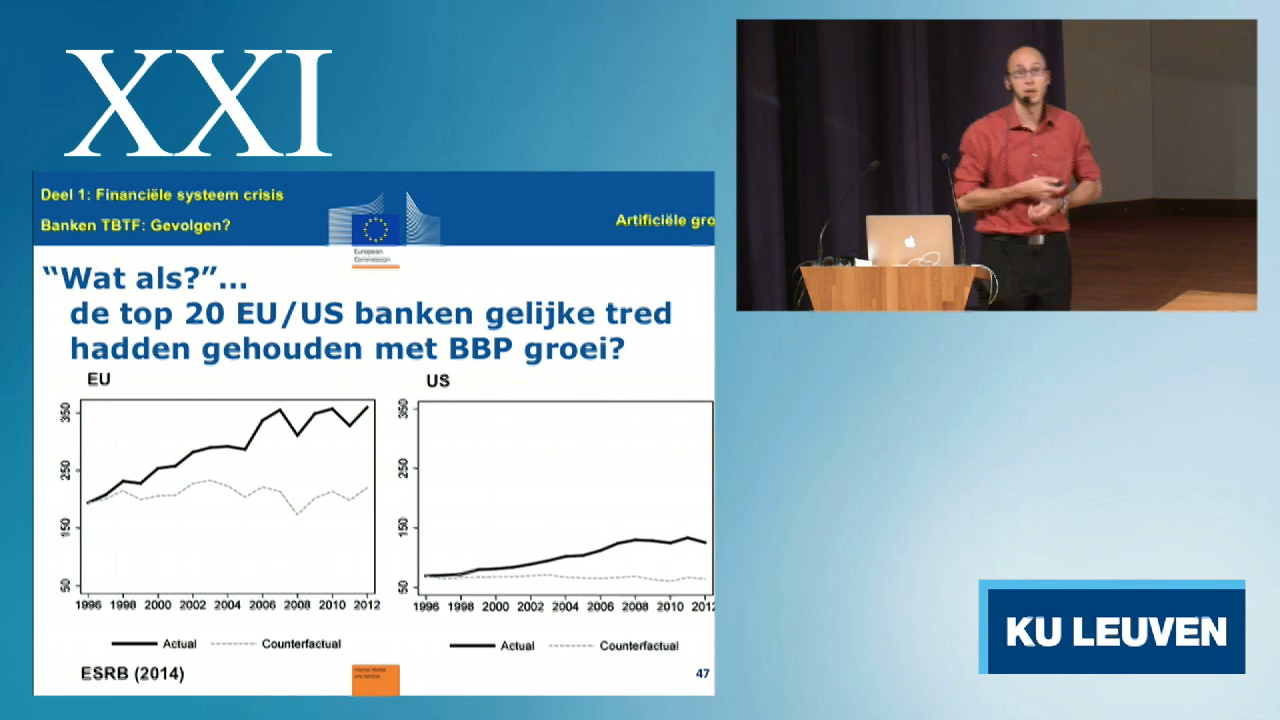 XXI
Deel 1: Financiële systeem crisis
Banken TBTF: Gevolgen?
Artificiële gro
European
Commission
“Wat als?”...
de top 20 EU/US banken gelijke tred
hadden gehouden met BBP groei?
EU
350
250
150
50
1996 1998 2000 2002 2004 2006 2008 2010 2012
Actual Counterfactual
US
350
250
150
50
1996 1998 2000 2002 2004 2006 2008 2010 2012
Actual Counterfactual
ESRB (2014)
47
KU LEUVEN